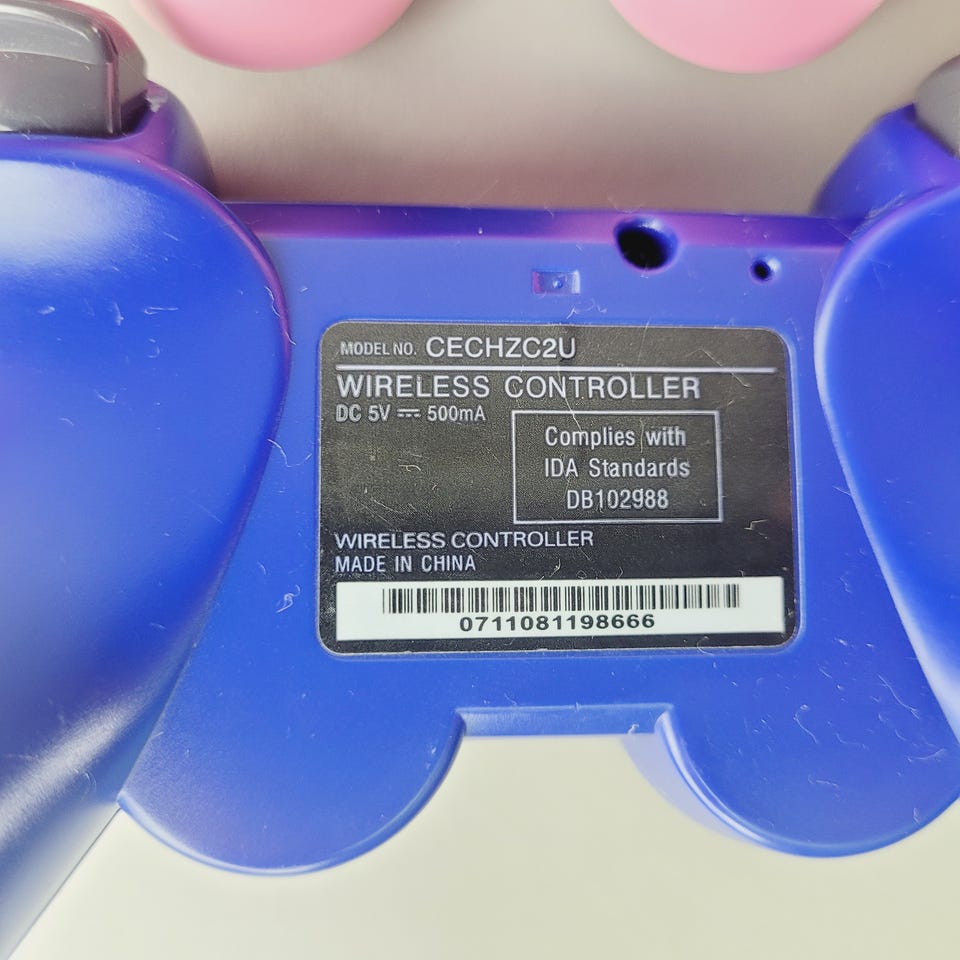 MODEL NO. CECHZC2U
WIRELESS CONTROLLER
DC 5V ⎓ 500mA
Complies with
IDA Standards
DB102988
WIRELESS CONTROLLER
MADE IN CHINA
0711081198666